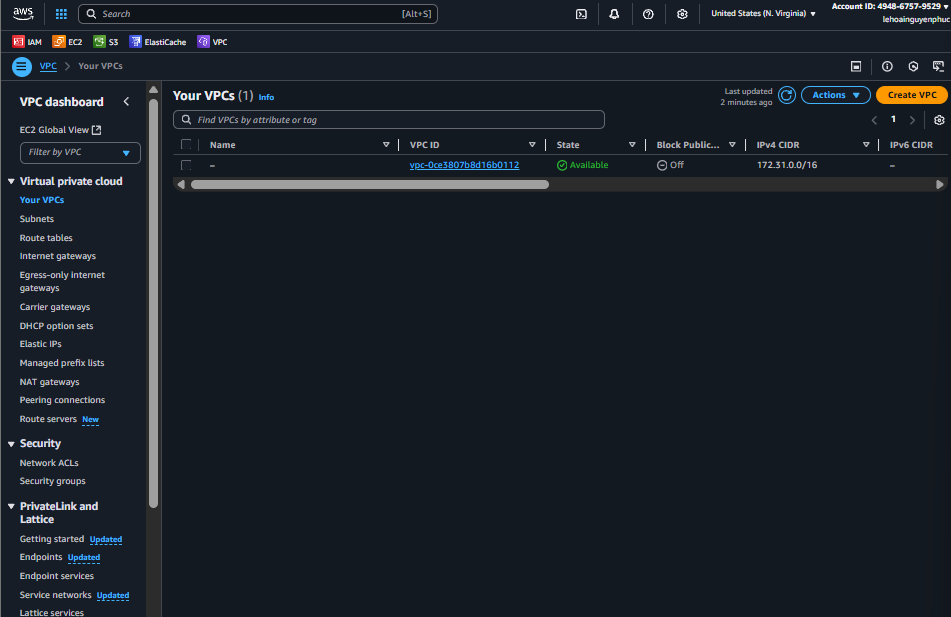 aws
Search [Alt+S]
United States (N. Virginia)
Account ID: 4948-6757-9529
lehoainguyenphuc
IAM EC2 S3 ElastiCache VPC
VPC > Your VPCs
VPC dashboard
EC2 Global View
Filter by VPC
Virtual private cloud
Your VPCs
Subnets
Route tables
Internet gateways
Egress-only internet
gateways
Carrier gateways
DHCP option sets
Elastic IPs
Managed prefix lists
NAT gateways
Peering connections
Route servers New
Security
Network ACLs
Security groups
PrivateLink and
Lattice
Getting started Updated
Endpoints Updated
Endpoint services
Service networks Updated
Lattice services
Your VPCs (1) Info
Last updated
2 minutes ago
Actions
Create VPC
Find VPCs by attribute or tag
1
Name VPC ID State Block Public... IPv4 CIDR IPv6 CIDR
– vpc-0ce3807b8d16b0112 Available Off 172.31.0.0/16 –